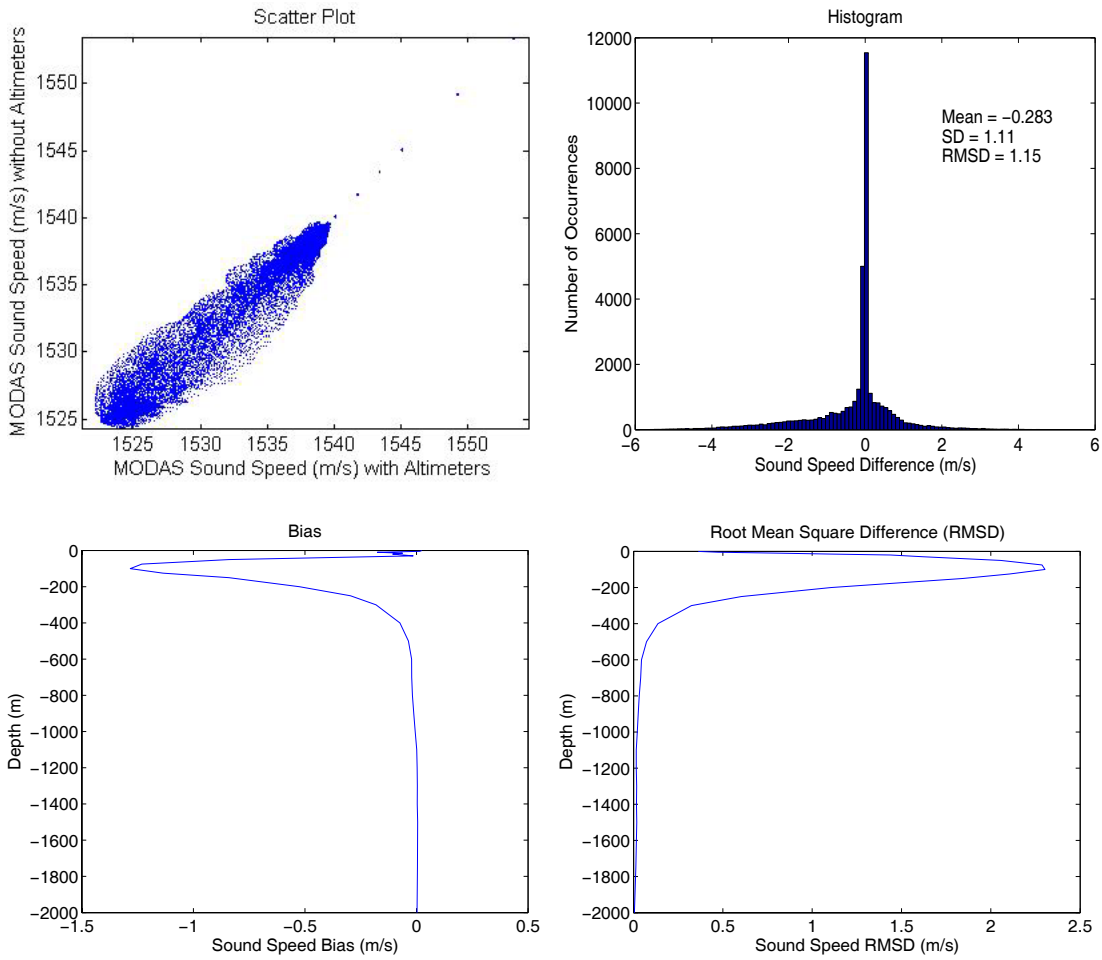 Scatter Plot
MODAS Sound Speed (m/s) without Altimeters
1550
1545
1540
1535
1530
1525
1525 1530 1535 1540 1545 1550
MODAS Sound Speed (m/s) with Altimeters
Histogram
Number of Occurrences
12000
10000
8000
6000
4000
2000
0
Mean = −0.283
SD = 1.11
RMSD = 1.15
−6 −4 −2 0 2 4 6
Sound Speed Difference (m/s)
Bias
Depth (m)
0
−200
−400
−600
−800
−1000
−1200
−1400
−1600
−1800
−2000
−1.5 −1 −0.5 0 0.5
Sound Speed Bias (m/s)
Root Mean Square Difference (RMSD)
Depth (m)
0
−200
−400
−600
−800
−1000
−1200
−1400
−1600
−1800
−2000
0 0.5 1 1.5 2 2.5
Sound Speed RMSD (m/s)